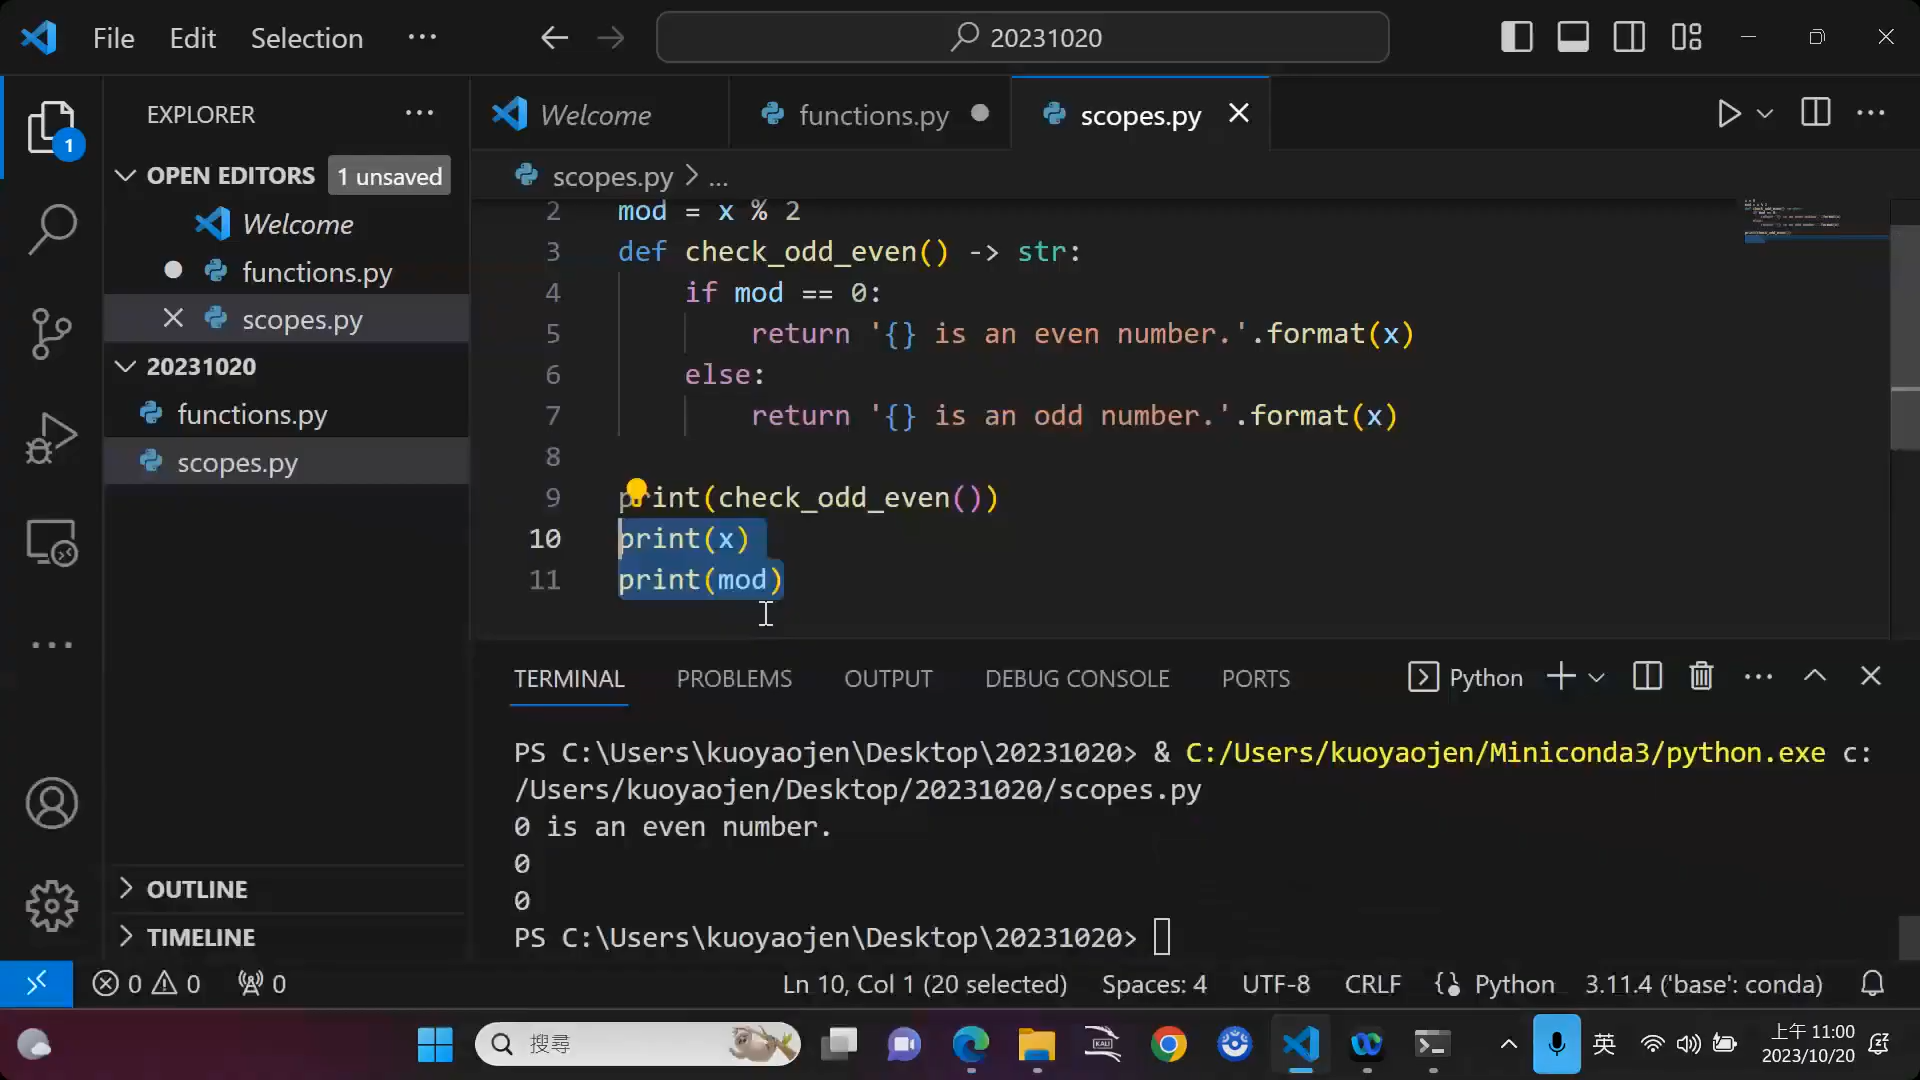 File Edit Selection ... 20231020
EXPLORER ...
Welcome functions.py scopes.py
OPEN EDITORS 1 unsaved
scopes.py > ...
Welcome
functions.py
scopes.py
20231020
functions.py
scopes.py
OUTLINE
TIMELINE
1
2 mod = x % 2
3 def check_odd_even() -> str:
4 if mod == 0:
5 return '{} is an even number.'.format(x)
6 else:
7 return '{} is an odd number.'.format(x)
8
9 print(check_odd_even())
10 print(x)
11 print(mod)
TERMINAL PROBLEMS OUTPUT DEBUG CONSOLE PORTS Python
PS C:\Users\kuoyaojen\Desktop\20231020> & C:/Users/kuoyaojen/Miniconda3/python.exe c:
/Users/kuoyaojen/Desktop/20231020/scopes.py
0 is an even number.
0
0
PS C:\Users\kuoyaojen\Desktop\20231020>
0 0 0 Ln 10, Col 1 (20 selected) Spaces: 4 UTF-8 CRLF Python 3.11.4 ('base': conda)
搜尋 KALI 英 上午 11:00
2023/10/20